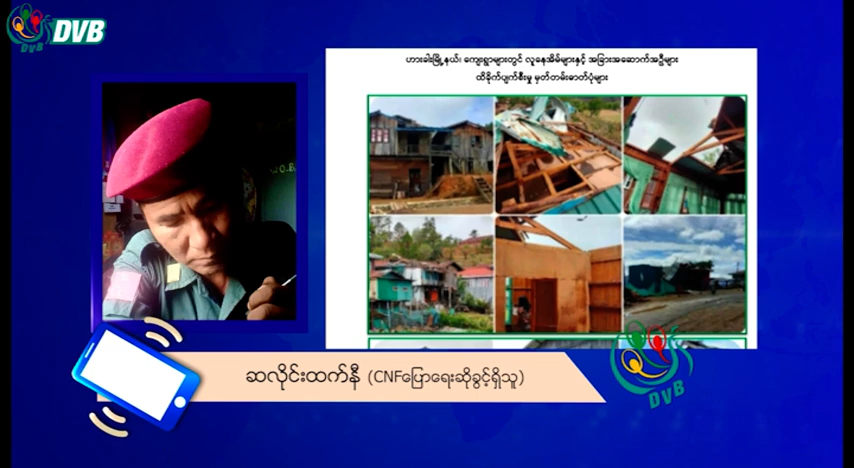 DVB
DVB
ဟားခါးမြို့နယ်၊ ကျေးရွာများတွင် လူနေအိမ်များနှင့် အခြားအဆောက်အဦများ
ထိခိုက်ပျက်စီးမှု မှတ်တမ်းဓာတ်ပုံများ
ဆလိုင်းထက်နီ (CNFပြောရေးဆိုခွင့်ရှိသူ)
DVB